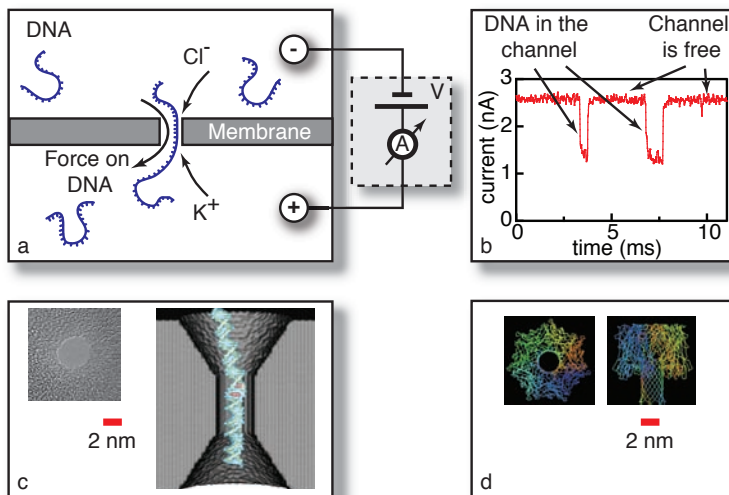 DNA
Cl-
-
V
A
Membrane
Force on
DNA
K+
+
a
DNA in the
channel
Channel
is free
3
2
1
0
current (nA)
0
5
10
time (ms)
b
2 nm
c
2 nm
d